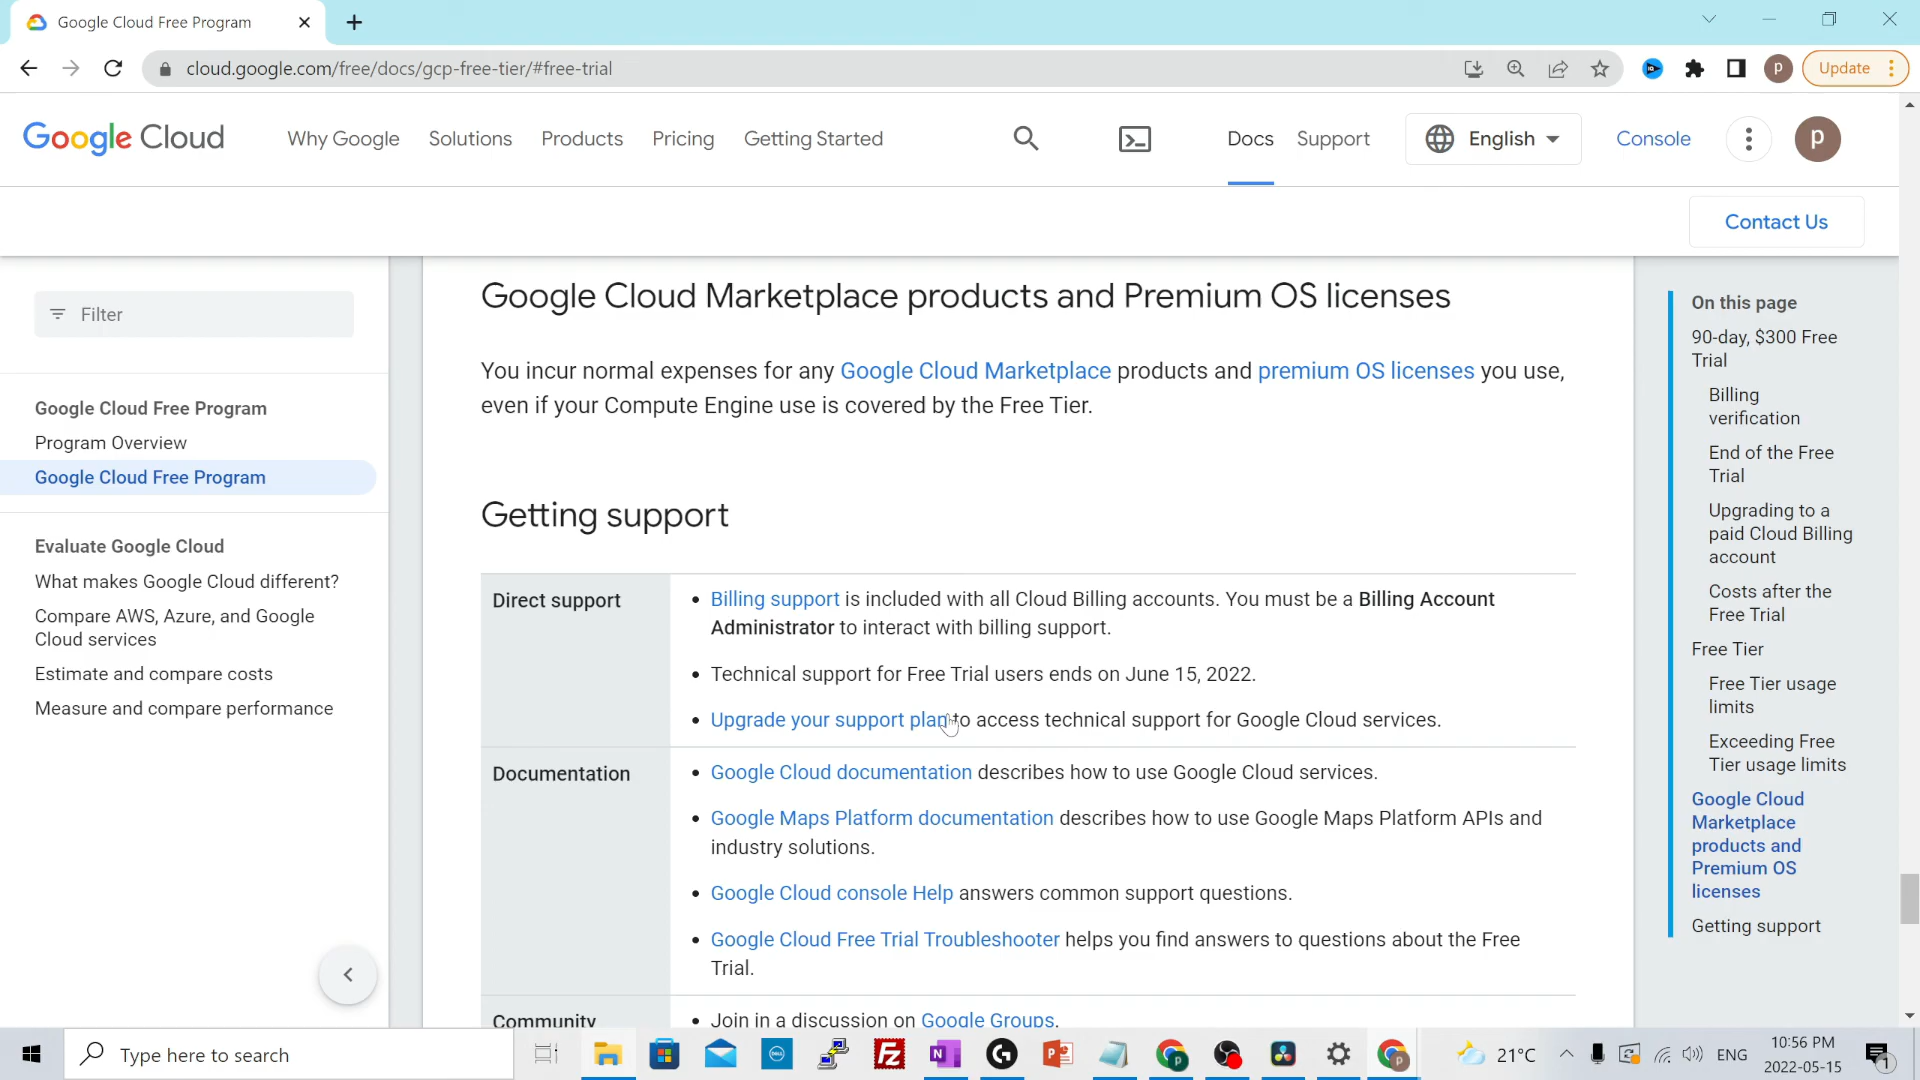 Google Cloud Free Program
cloud.google.com/free/docs/gcp-free-tier/#free-trial
P
Update
Google Cloud
Why Google
Solutions
Products
Pricing
Getting Started
Docs
Support
English
Console
p
Contact Us
Filter
Google Cloud Free Program
Program Overview
Google Cloud Free Program
Evaluate Google Cloud
What makes Google Cloud different?
Compare AWS, Azure, and Google
Cloud services
Estimate and compare costs
Measure and compare performance
Google Cloud Marketplace products and Premium OS licenses
You incur normal expenses for any Google Cloud Marketplace products and premium OS licenses you use,
even if your Compute Engine use is covered by the Free Tier.
Getting support
Direct support
• Billing support is included with all Cloud Billing accounts. You must be a Billing Account
Administrator to interact with billing support.
• Technical support for Free Trial users ends on June 15, 2022.
• Upgrade your support plan to access technical support for Google Cloud services.
Documentation
• Google Cloud documentation describes how to use Google Cloud services.
• Google Maps Platform documentation describes how to use Google Maps Platform APIs and
industry solutions.
• Google Cloud console Help answers common support questions.
• Google Cloud Free Trial Troubleshooter helps you find answers to questions about the Free
Trial.
Community
• Join in a discussion on Google Groups.
On this page
90-day, $300 Free
Trial
Billing
verification
End of the Free
Trial
Upgrading to a
paid Cloud Billing
account
Costs after the
Free Trial
Free Tier
Free Tier usage
limits
Exceeding Free
Tier usage limits
Google Cloud
Marketplace
products and
Premium OS
licenses
Getting support
Type here to search
21°C
ENG
10:56 PM
2022-05-15
1